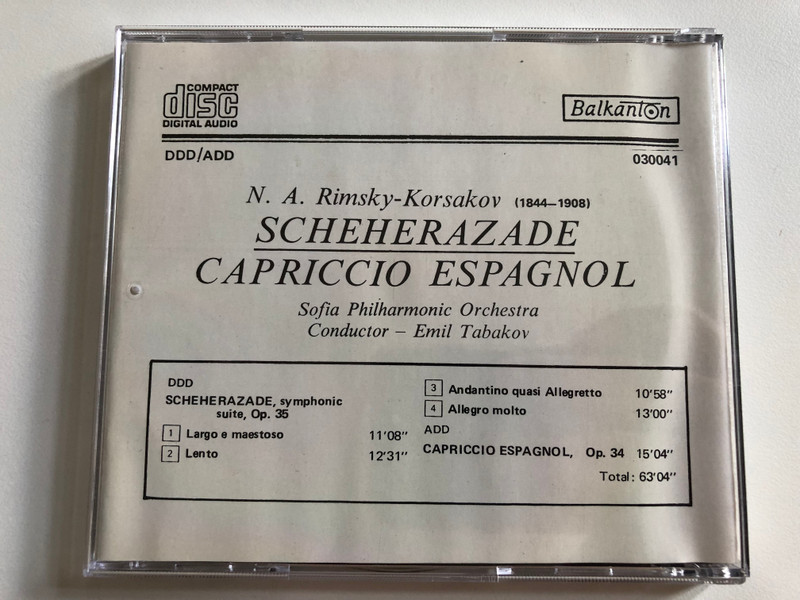 COMPACT
disc
DIGITAL AUDIO
Balkanton
DDD/ADD
030041
N. A. Rimsky-Korsakov (1844—1908)
SCHEHERAZADE
CAPRICCIO ESPAGNOL
Sofia Philharmonic Orchestra
Conductor – Emil Tabakov
DDD
SCHEHERAZADE, symphonic
suite, Op. 35
1 Largo e maestoso 11'08"
2 Lento 12'31"
3 Andantino quasi Allegretto 10'58"
4 Allegro molto 13'00"
ADD
CAPRICCIO ESPAGNOL, Op. 34 15'04"
Total: 63'04"